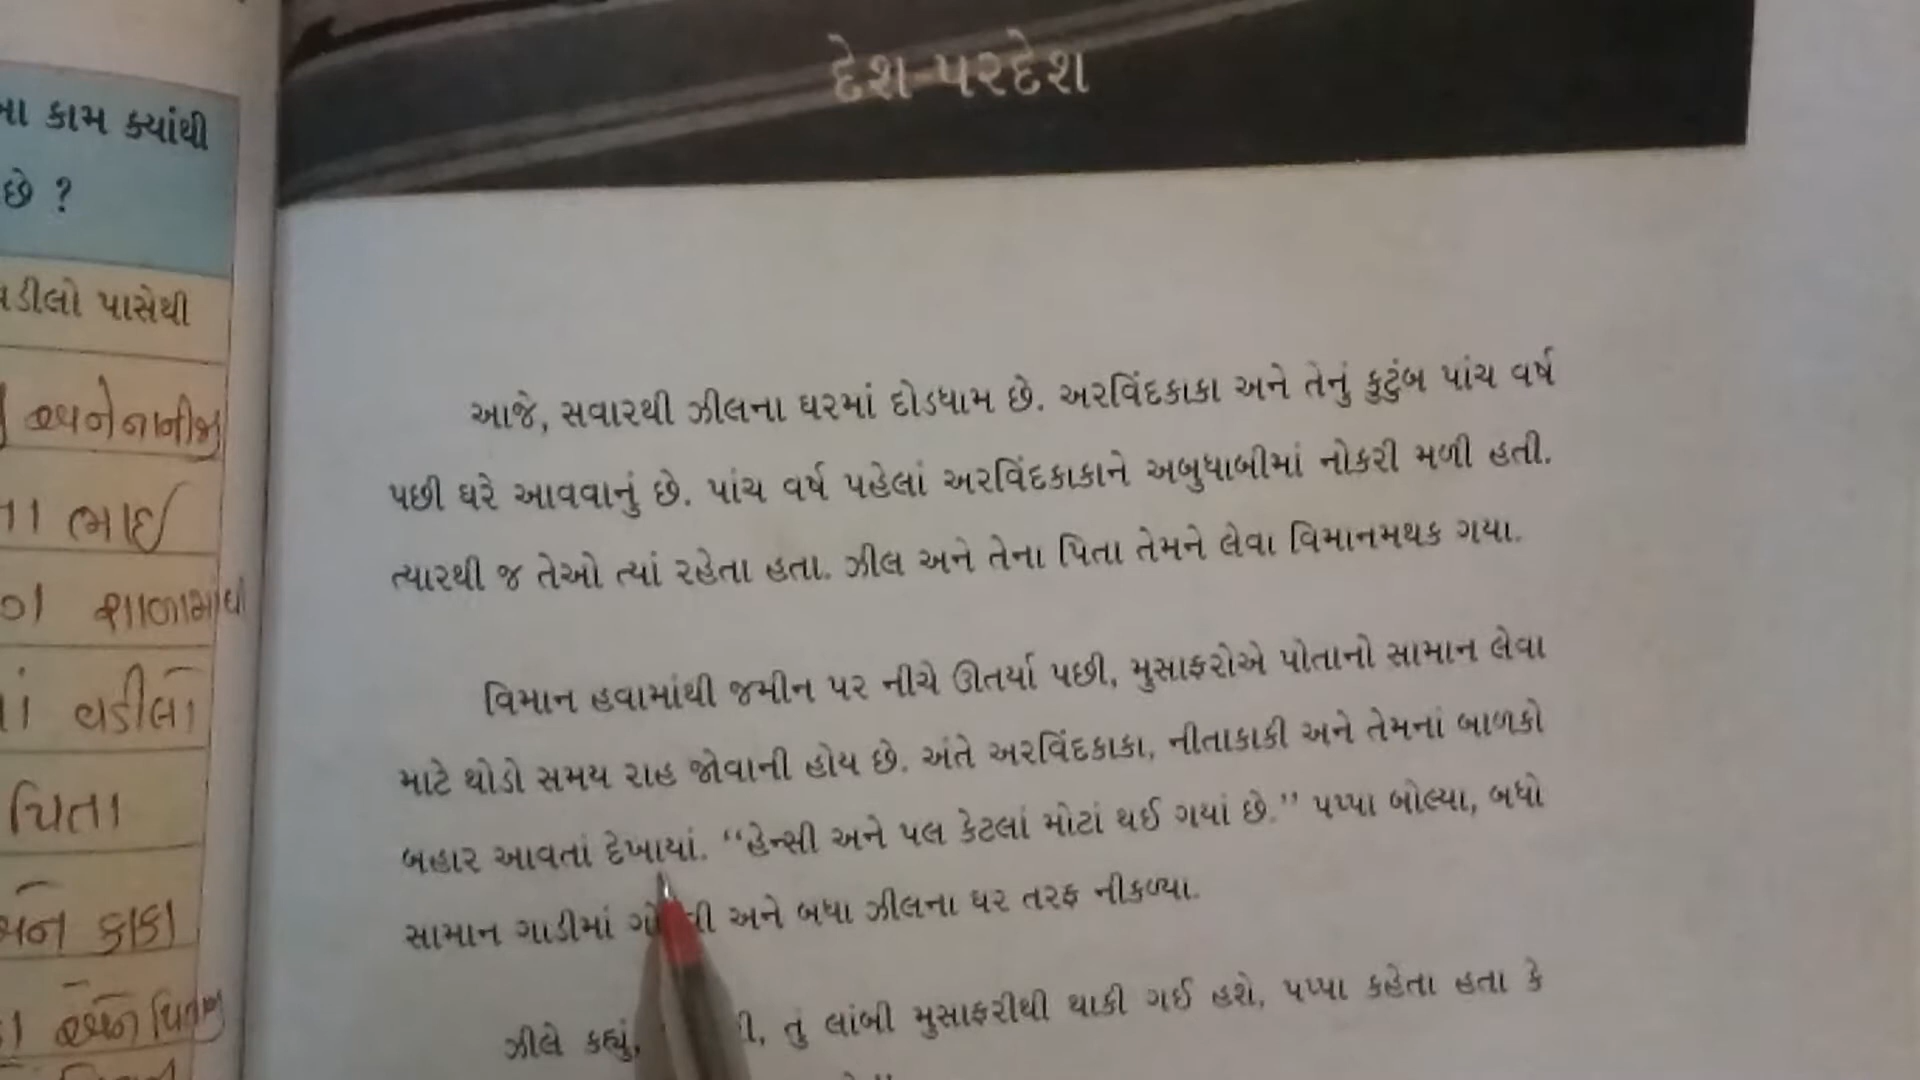 કામ ક્યાંથી
છે ?
પાસેથી
અને નાનીજી
ભાઈ
શાળામાંથી
વડીલો
પિતા
અને કાકા
દેશ-પરદેશ
આજે, સવારથી ઝીલના ઘરમાં દોડધામ છે. અરવિંદકાકા અને તેનું કુટુંબ પાંચ વર્ષ
પછી ઘરે આવવાનું છે. પાંચ વર્ષ પહેલાં અરવિંદકાકાને અબુધાબીમાં નોકરી મળી હતી.
ત્યારથી જ તેઓ ત્યાં રહેતા હતા. ઝીલ અને તેના પિતા તેમને લેવા વિમાનમથક ગયા.
વિમાન હવામાંથી જમીન પર નીચે ઊતર્યા પછી, મુસાફરોએ પોતાનો સામાન લેવા
માટે થોડો સમય રાહ જોવાની હોય છે. અંતે અરવિંદકાકા, નીતાકાકી અને તેમનાં બાળકો
બહાર આવતાં દેખાયાં. “હેન્સી અને પલ કેટલાં મોટાં થઈ ગયાં છે.” પપ્પા બોલ્યા, બધો
સામાન ગાડીમાં અને બધા ઝીલના ઘર તરફ નીકળ્યા.
ઝીલે કહ્યું, તું લાંબી મુસાફરીથી થાકી ગઈ હશે, પપ્પા કહેતા હતા કે